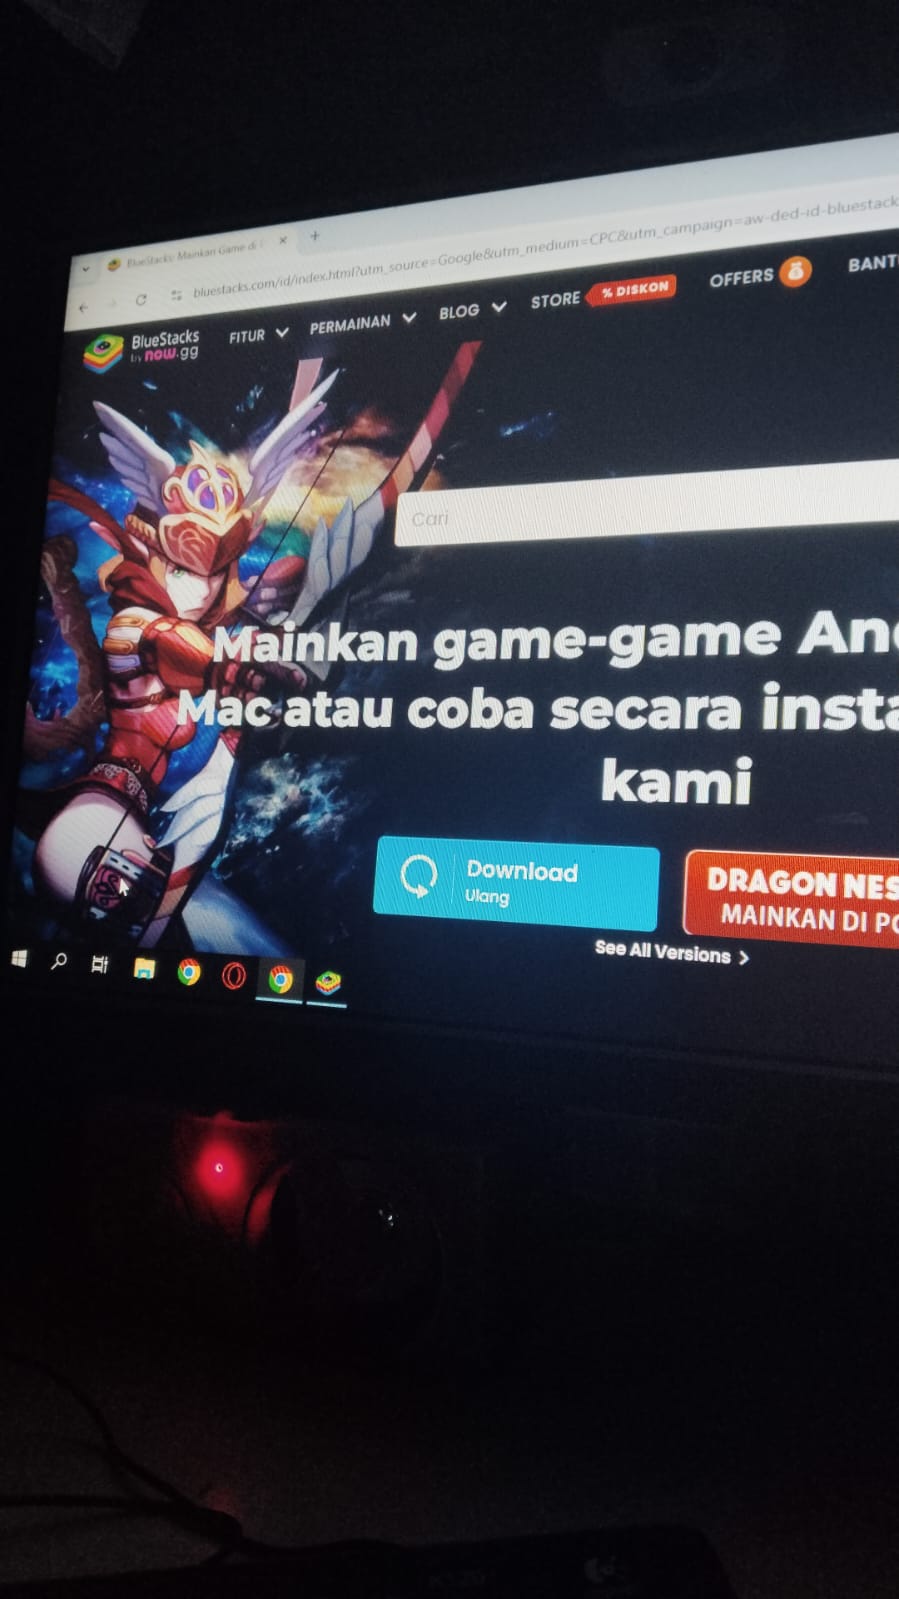 BlueStacks: Mainkan Game di
bluestacks.com/id/index.html?utm_source=Google&utm_medium=CPC&utm_campaign=aw-ded-id-bluestack
BlueStacks
by now.gg
FITUR
PERMAINAN
BLOG
STORE
% DISKON
OFFERS
BANT
Cari
Mainkan game-game An
Mac atau coba secara insta
kami
Download
Ulang
DRAGON NES
MAINKAN DI PC
See All Versions >